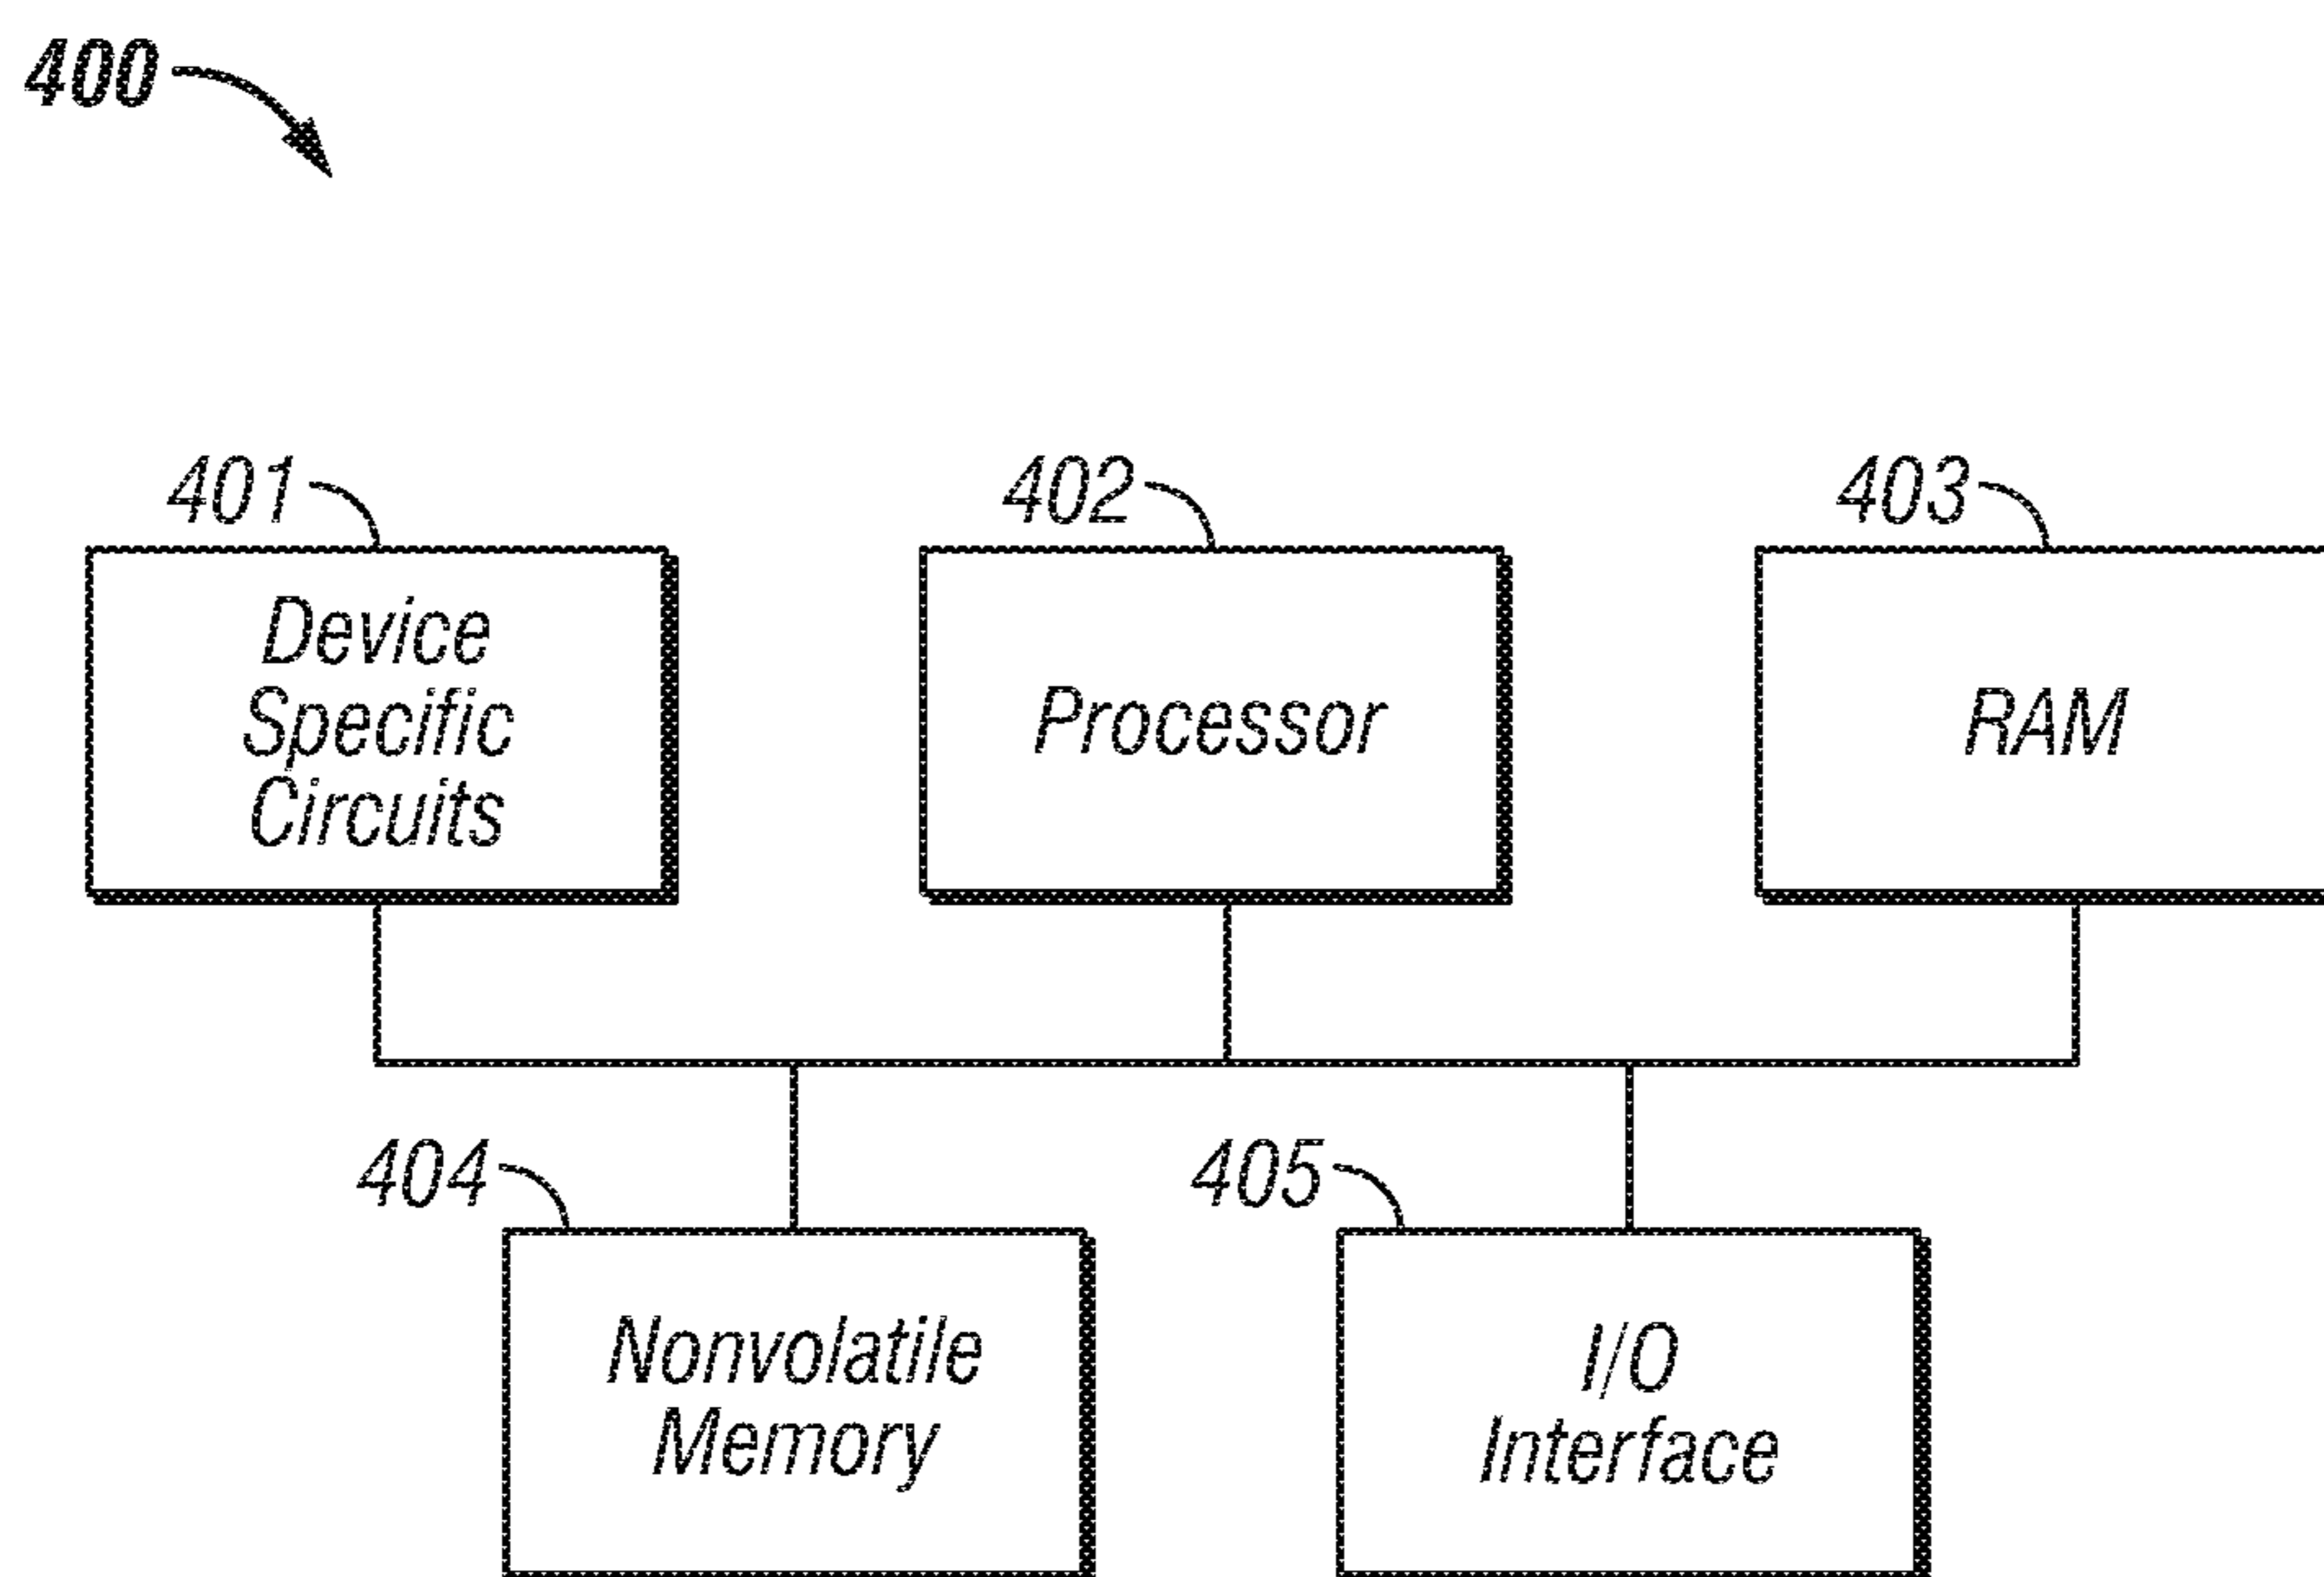 400
401
402
403
Device
Specific
Circuits
Processor
RAM
404
405
Nonvolatile
Memory
I/O
Interface